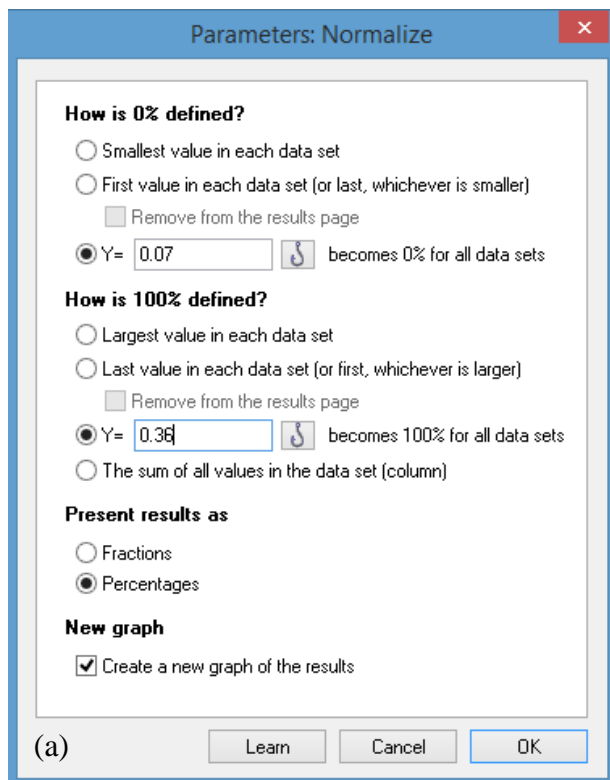 Parameters: Normalize
How is 0% defined?
Smallest value in each data set
First value in each data set (or last, whichever is smaller)
Remove from the results page
Y= 0.07 becomes 0% for all data sets
How is 100% defined?
Largest value in each data set
Last value in each data set (or first, whichever is larger)
Remove from the results page
Y= 0.36 becomes 100% for all data sets
The sum of all values in the data set (column)
Present results as
Fractions
Percentages
New graph
Create a new graph of the results
(a) Learn Cancel OK